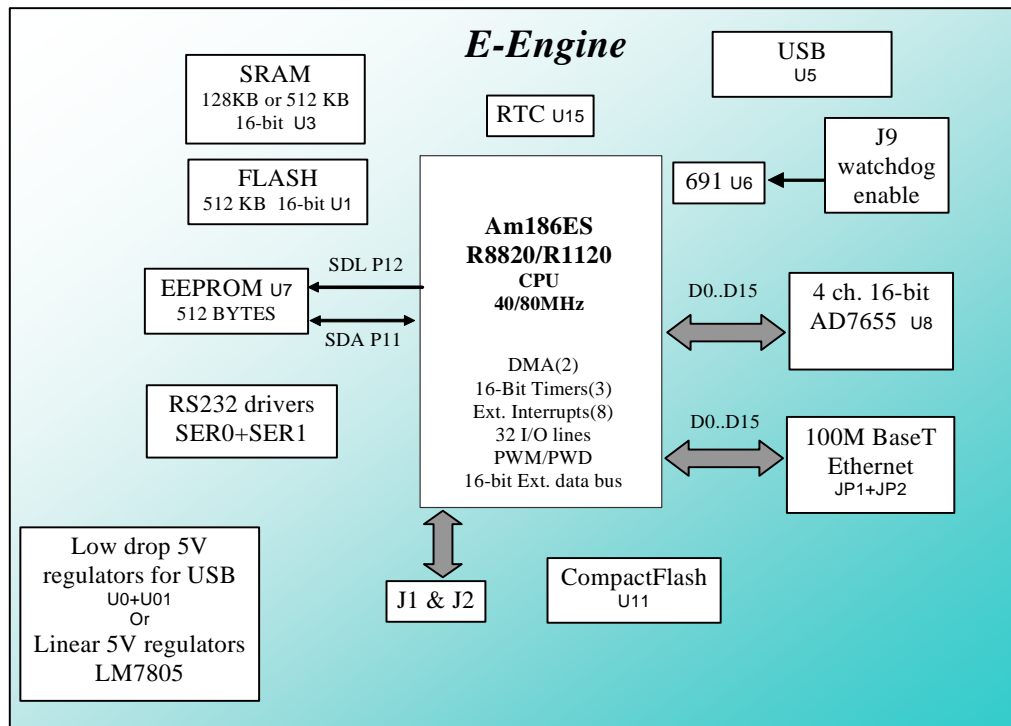 E-Engine
USB
U5
SRAM
128KB or 512 KB
16-bit U3
RTC U15
J9
watchdog
enable
FLASH
512 KB 16-bit U1
691 U6
Am186ES
R8820/R1120
CPU
40/80MHz
DMA(2)
16-Bit Timers(3)
Ext. Interrupts(8)
32 I/O lines
PWM/PWD
16-bit Ext. data bus
SDL P12
EEPROM U7
512 BYTES
SDA P11
D0..D15
4 ch. 16-bit
AD7655 U8
RS232 drivers
SER0+SER1
D0..D15
100M BaseT
Ethernet
JP1+JP2
Low drop 5V
regulators for USB
U0+U01
Or
Linear 5V regulators
LM7805
J1 & J2
CompactFlash
U11